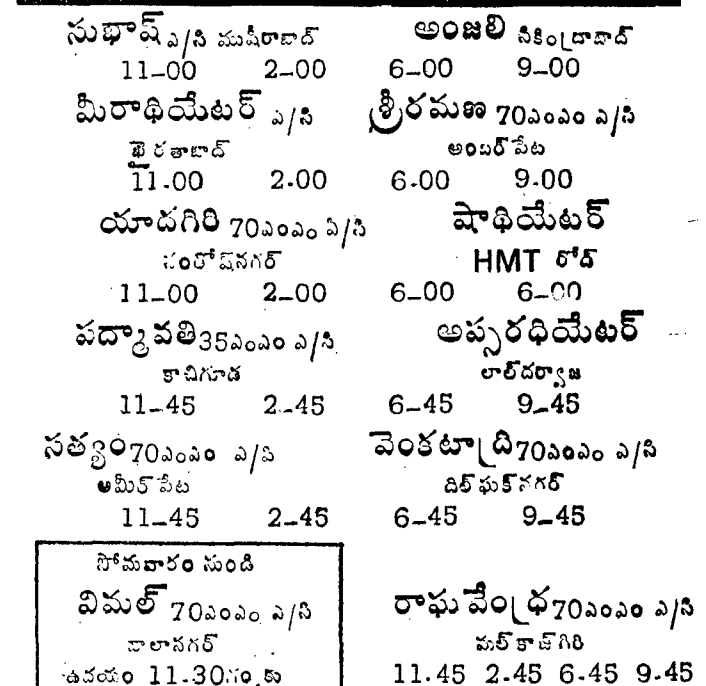 సుభాష్ ఎ/సి ముషీరాబాద్ అంజలి సికింద్రాబాద్
11–00 2–00 6–00 9–00
మీరాథియేటర్ ఎ/సి శ్రీరమణ 70ఎంఎం ఎ/సి
ఖైరతాబాద్ అంబర్‌పేట
11.00 2.00 6.00 9.00
యాదగిరి 70ఎంఎం ఏ/సి షాథియేటర్
సంతోష్‌నగర్ HMT రోడ్
11–00 2–00 6–00 6–00
పద్మావతి 35ఎంఎం ఎ/సి అప్సరథియేటర్
కాచిగూడ లాల్‌దర్వాజ
11–45 2–45 6–45 9–45
సత్యం 70ఎంఎం ఎ/సి వెంకటాద్రి 70ఎంఎం ఎ/సి
అమీర్‌పేట దిల్‌షుక్‌నగర్
11–45 2–45 6–45 9–45
సోమవారం నుండి
విమల్ 70ఎంఎం ఎ/సి రాఘవేంద్ర 70ఎంఎం ఎ/సి
బాలానగర్ మల్‌కాజ్‌గిరి
ఉదయం 11.30గం.కు 11.45 2.45 6.45 9.45